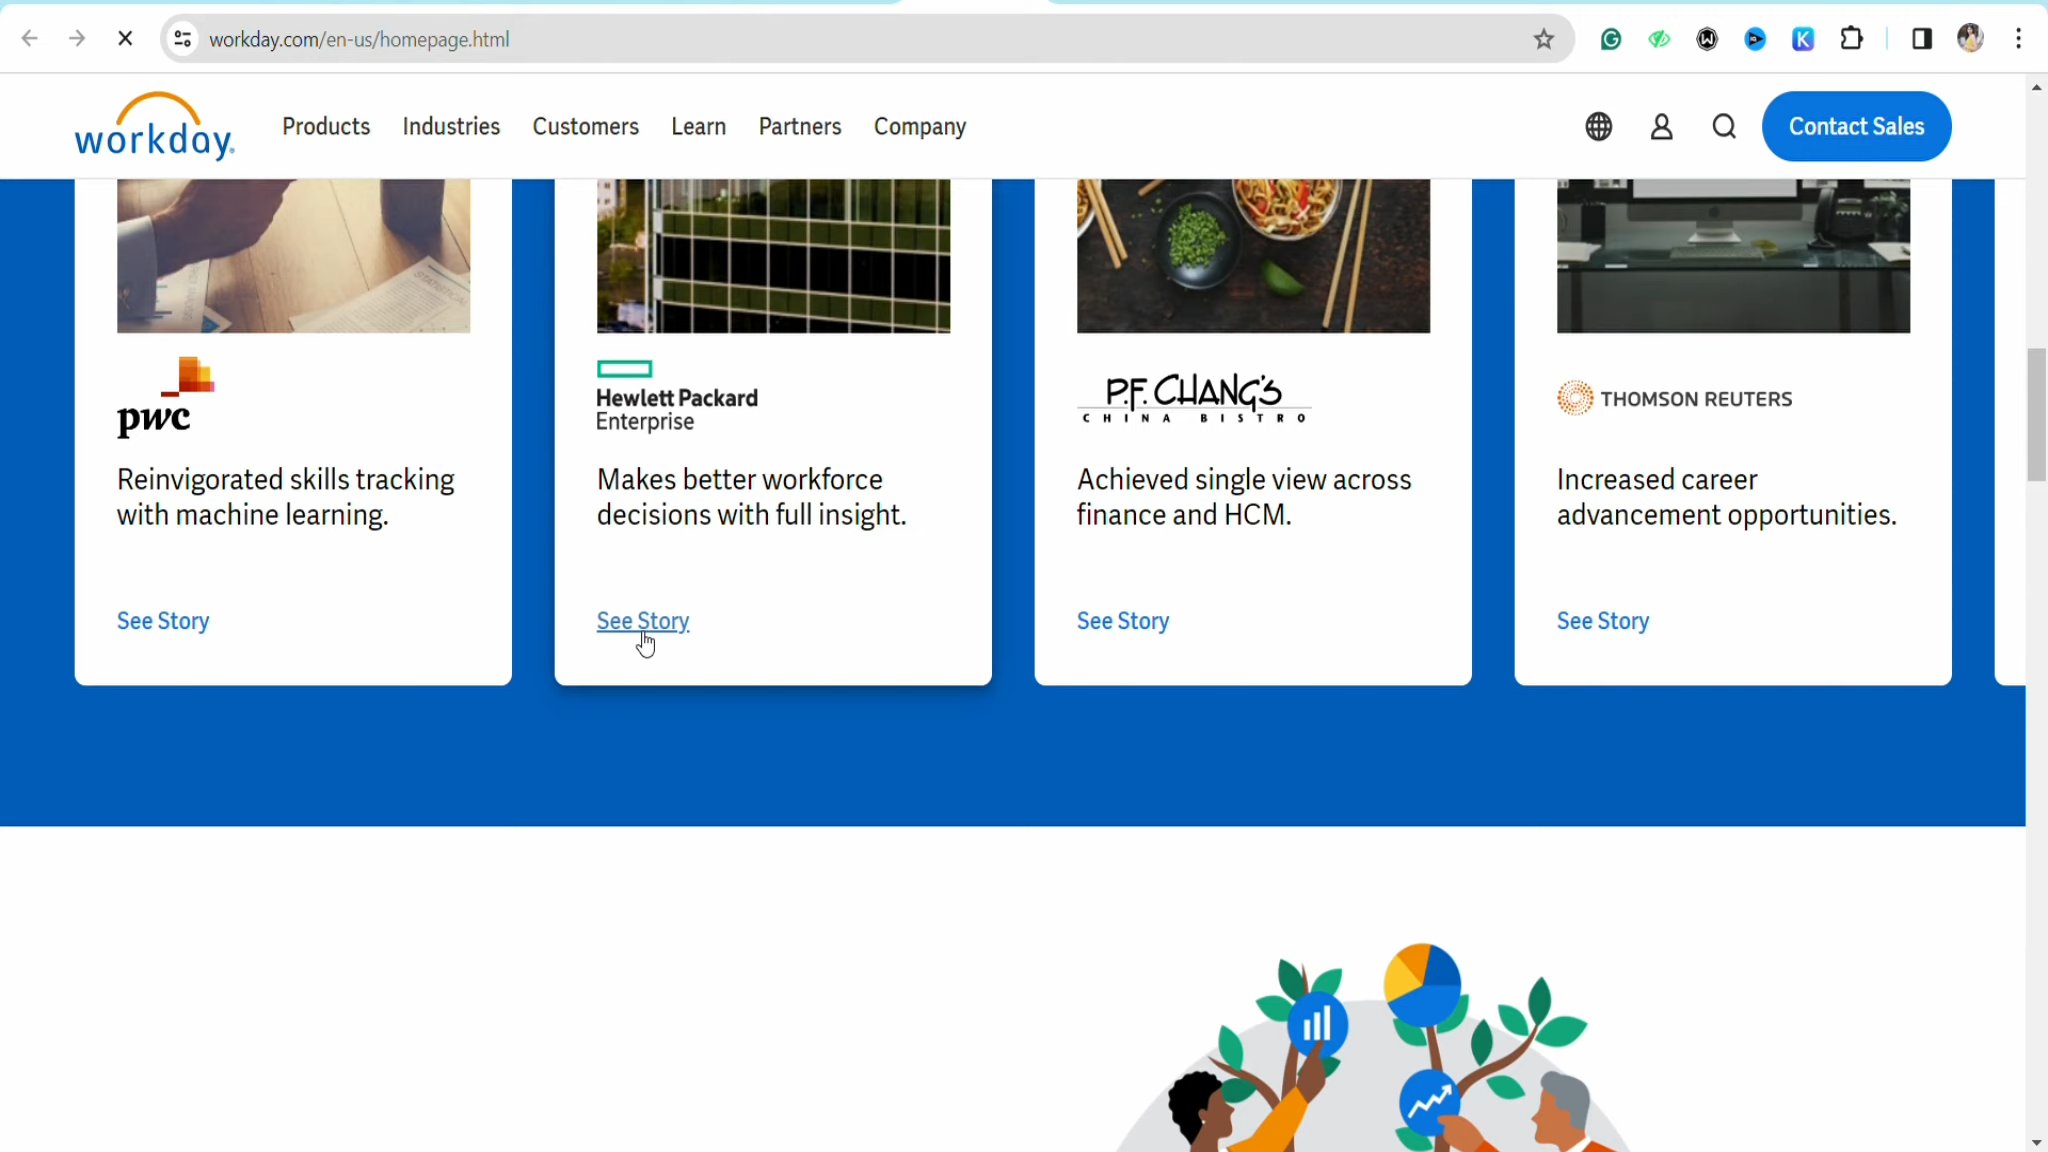 workday.com/en-us/homepage.html
workday.
Products Industries Customers Learn Partners Company Contact Sales
STATISTICAL
pwc
Reinvigorated skills tracking
with machine learning.
See Story
Hewlett Packard
Enterprise
Makes better workforce
decisions with full insight.
See Story
P.F. CHANG'S
CHINA BISTRO
Achieved single view across
finance and HCM.
See Story
THOMSON REUTERS
Increased career
advancement opportunities.
See Story